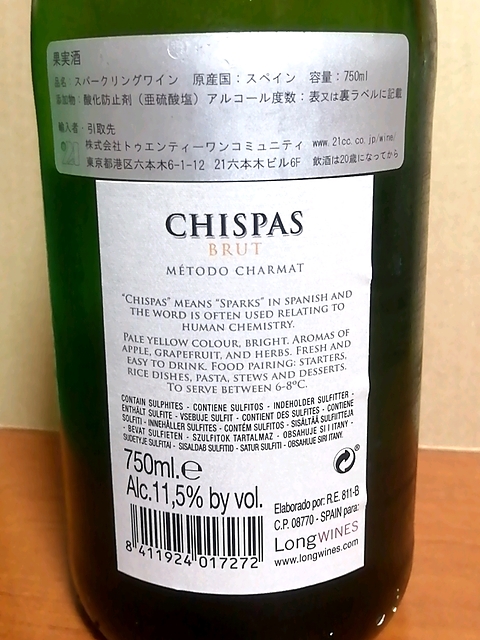 果実酒
品名：スパークリングワイン 原産国：スペイン 容量：750ml
添加物：酸化防止剤（亜硫酸塩）アルコール度数：表又は裏ラベルに記載
輸入者・引取先
株式会社トゥエンティーワンコミュニティ www.21cc.co.jp/wine/
東京都港区六本木6-1-12 21六本木ビル6F 飲酒は20歳になってから
CHISPAS
BRUT
MÉTODO CHARMAT
"CHISPAS" MEANS "SPARKS" IN SPANISH AND
THE WORD IS OFTEN USED RELATING TO
HUMAN CHEMISTRY.
PALE YELLOW COLOUR, BRIGHT. AROMAS OF
APPLE, GRAPEFRUIT, AND HERBS. FRESH AND
EASY TO DRINK. FOOD PAIRING: STARTERS,
RICE DISHES, PASTA, STEWS AND DESSERTS.
TO SERVE BETWEEN 6-8ºC.
CONTAIN SULPHITES - CONTIENE SULFITOS - INDEHOLDER SULFITTER -
ENTHÄLT SULFITE - VSEBUJE SULFIT - CONTIENT DES SULFITES - CONTIENE
SOLFITI - INNEHÅLLER SULFITES - CONTÉM SULFITOS - SISÄLTÄÄ SULFIITTEJA
- BEVAT SULFIETEN - SZULFITOK TARTALMAZ - OBSAHUJE SI I ITANY -
SUDETYJE SULFITAI - SISALDAB SULFITID - SATUR SULFITI - OBSAHUJE SIRI ITANY.
750ml.℮
Alc.11,5% by vol.
Elaborado por: R.E. 811-B
C.P. 08770 - SPAIN para:
LongWINES
www.longwines.com
8 411924 017272